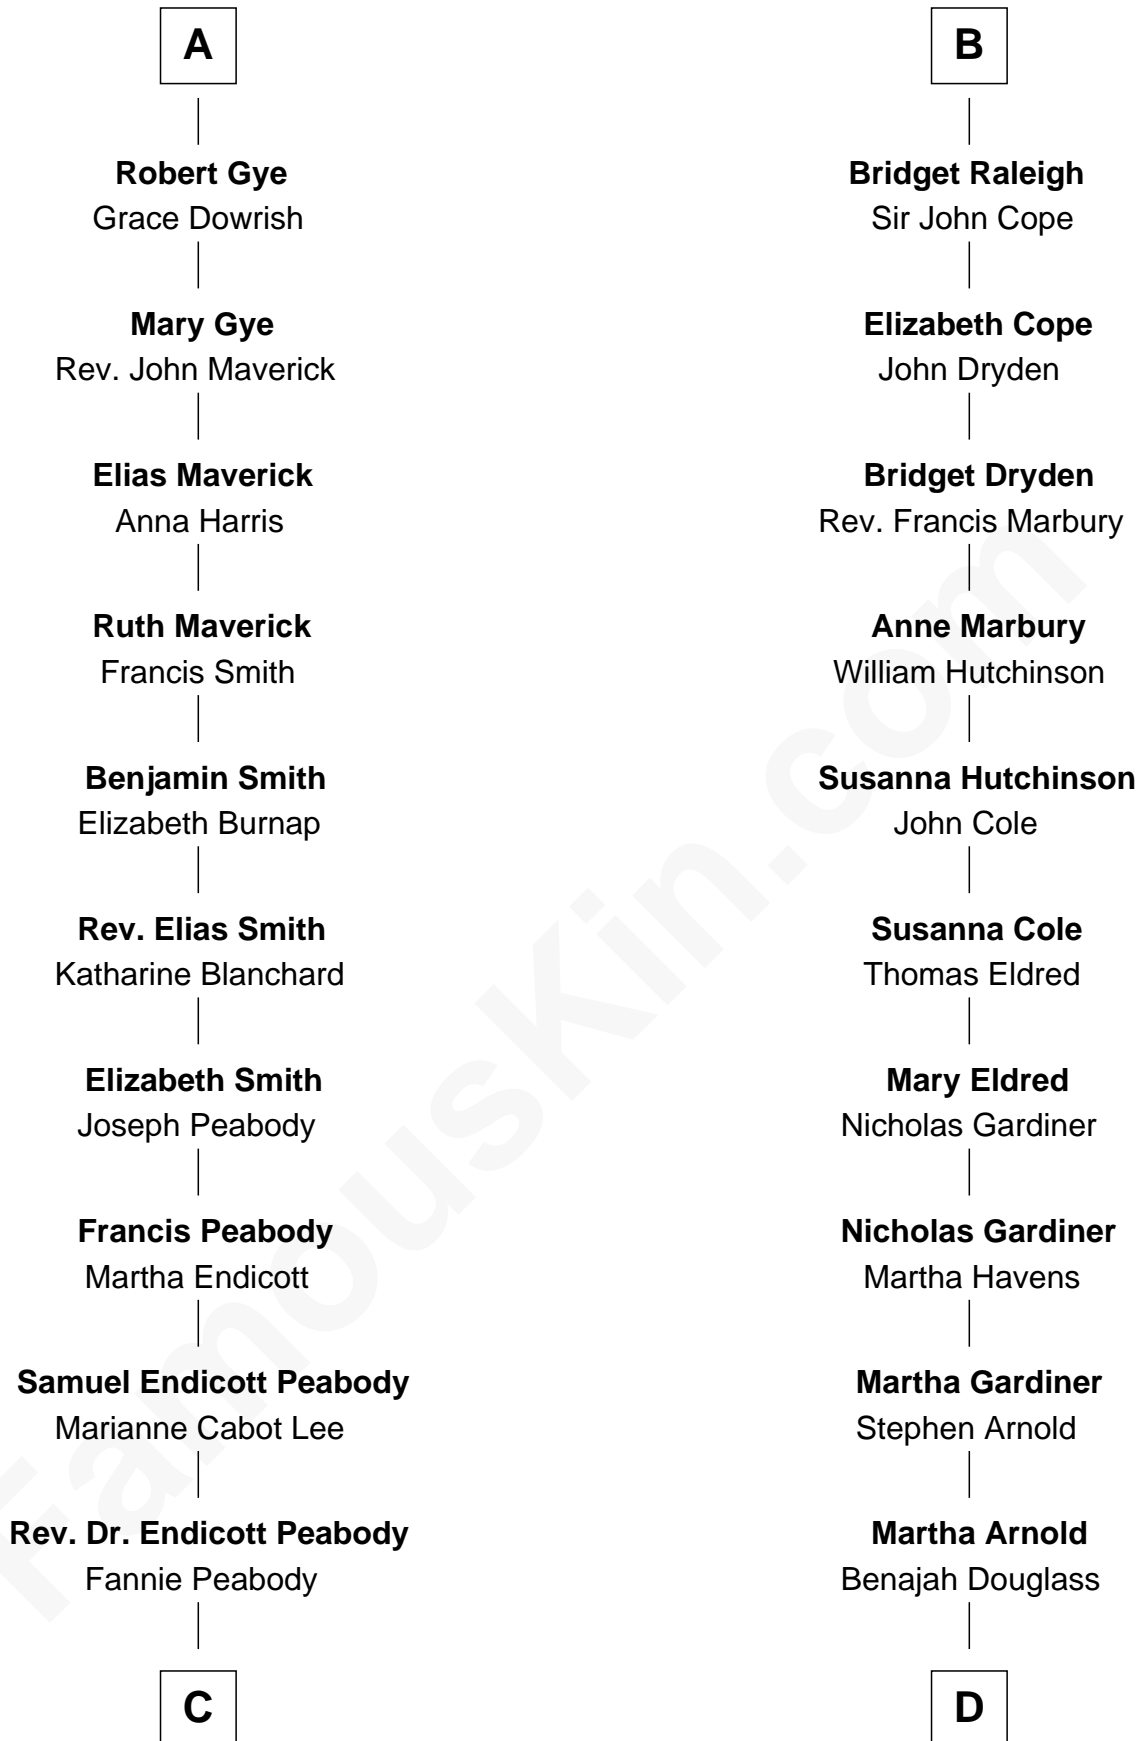 A
Robert Gye
Grace Dowrish
Mary Gye
Rev. John Maverick
Elias Maverick
Anna Harris
Ruth Maverick
Francis Smith
Benjamin Smith
Elizabeth Burnap
Rev. Elias Smith
Katharine Blanchard
Elizabeth Smith
Joseph Peabody
Francis Peabody
Martha Endicott
Samuel Endicott Peabody
Marianne Cabot Lee
Rev. Dr. Endicott Peabody
Fannie Peabody
C
B
Bridget Raleigh
Sir John Cope
Elizabeth Cope
John Dryden
Bridget Dryden
Rev. Francis Marbury
Anne Marbury
William Hutchinson
Susanna Hutchinson
John Cole
Susanna Cole
Thomas Eldred
Mary Eldred
Nicholas Gardiner
Nicholas Gardiner
Martha Havens
Martha Gardiner
Stephen Arnold
Martha Arnold
Benajah Douglass
D
FamousKin.com